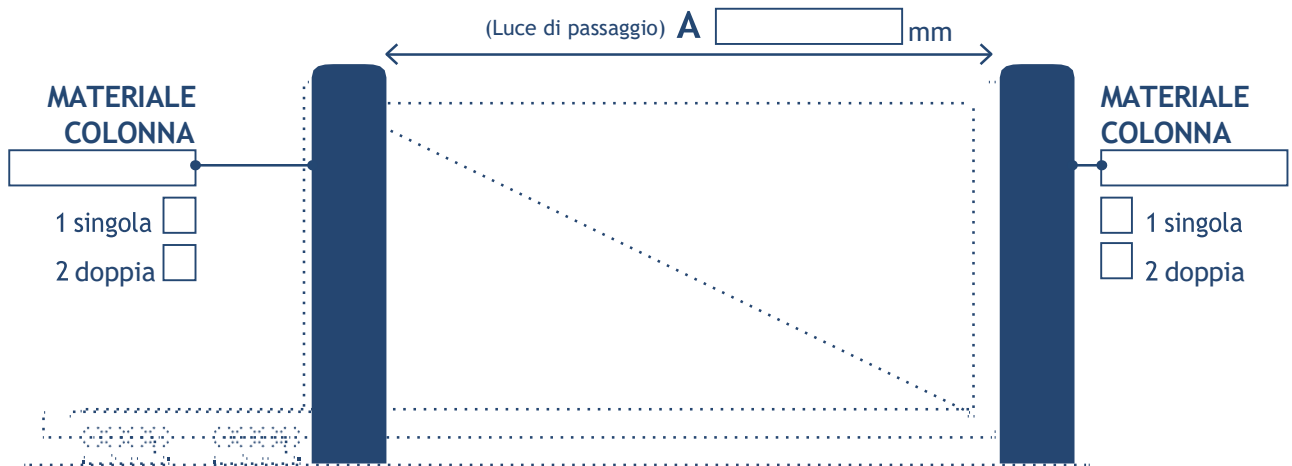 (Luce di passaggio) A mm
MATERIALE
COLONNA
1 singola
2 doppia
MATERIALE
COLONNA
1 singola
2 doppia